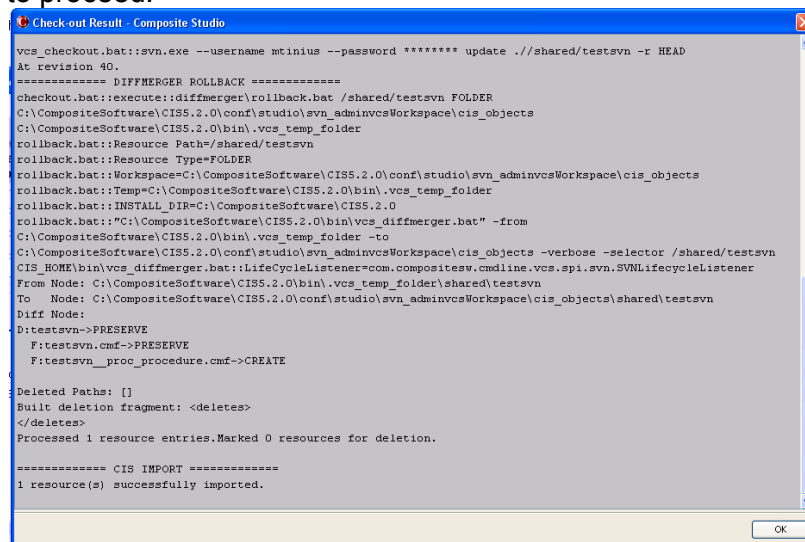 to proceed.
Check-out Result - Composite Studio
vcs_checkout.bat::svn.exe --username mtinius --password ******** update .//shared/testsvn -r HEAD
At revision 40.
============ DIFFMERGER ROLLBACK ============
checkout.bat::execute::diffmerger\rollback.bat /shared/testsvn FOLDER
C:\CompositeSoftware\CIS5.2.0\conf\studio\svn_adminvcsWorkspace\cis_objects
C:\CompositeSoftware\CIS5.2.0\bin\.vcs_temp_folder
rollback.bat::Resource Path=/shared/testsvn
rollback.bat::Resource Type=FOLDER
rollback.bat::Workspace=C:\CompositeSoftware\CIS5.2.0\conf\studio\svn_adminvcsWorkspace\cis_objects
rollback.bat::Temp=C:\CompositeSoftware\CIS5.2.0\bin\.vcs_temp_folder
rollback.bat::INSTALL_DIR=C:\CompositeSoftware\CIS5.2.0
rollback.bat::"C:\CompositeSoftware\CIS5.2.0\bin\vcs_diffmerger.bat" -from
C:\CompositeSoftware\CIS5.2.0\bin\.vcs_temp_folder -to
C:\CompositeSoftware\CIS5.2.0\conf\studio\svn_adminvcsWorkspace\cis_objects -verbose -selector /shared/testsvn
CIS_HOME\bin\vcs_diffmerger.bat::LifeCycleListener=com.compositesw.cmdline.vcs.spi.svn.SVNLifecycleListener
From Node: C:\CompositeSoftware\CIS5.2.0\bin\.vcs_temp_folder\shared\testsvn
To   Node: C:\CompositeSoftware\CIS5.2.0\conf\studio\svn_adminvcsWorkspace\cis_objects\shared\testsvn
Diff Node:
D:testsvn->PRESERVE
  F:testsvn.cmf->PRESERVE
  F:testsvn__proc_procedure.cmf->CREATE
Deleted Paths: []
Built deletion fragment: <deletes>
</deletes>
Processed 1 resource entries.Marked 0 resources for deletion.
============ CIS IMPORT ============
1 resource(s) successfully imported.
OK